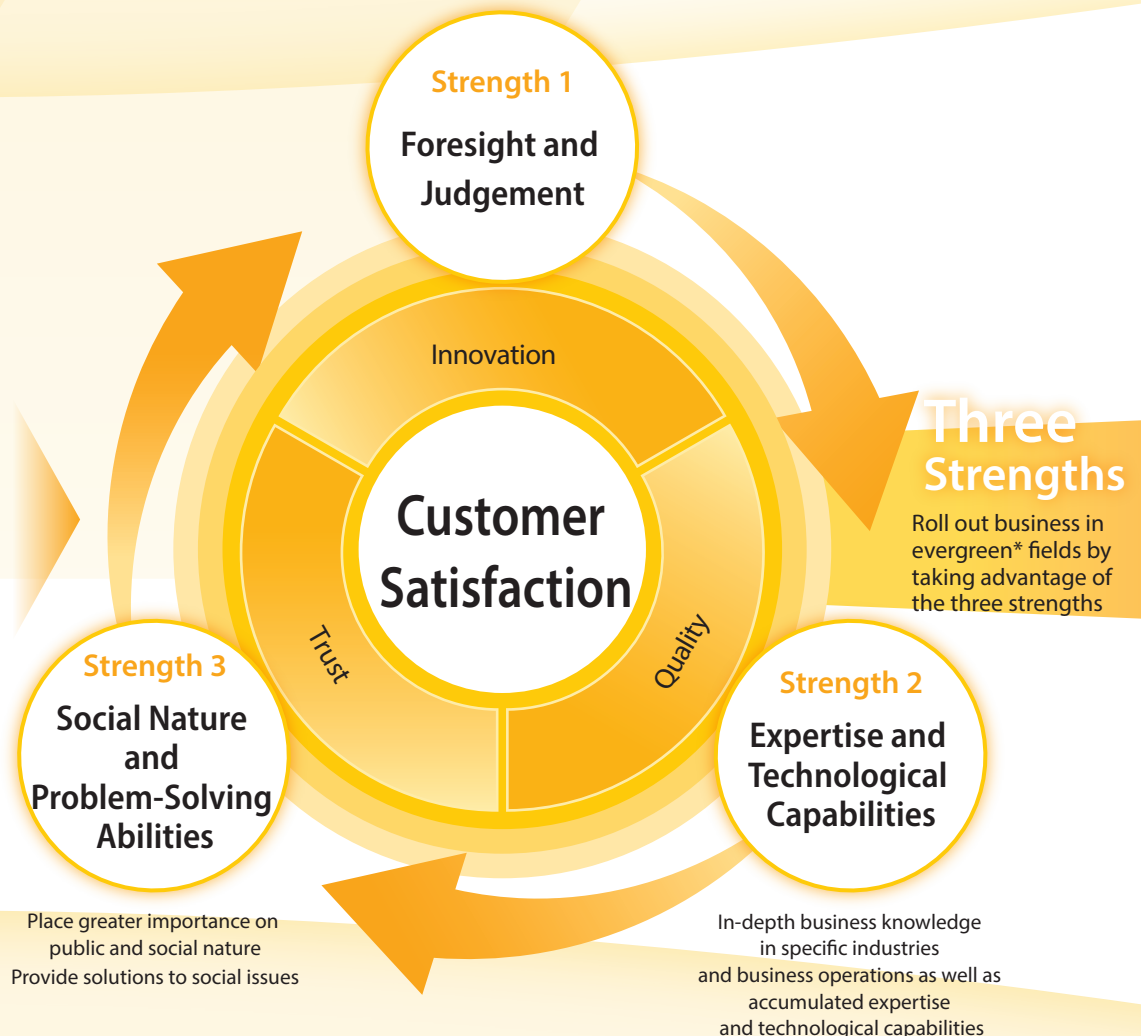 Strength 1
Foresight and
Judgement
Innovation
Three
Strengths
Roll out business in
evergreen* fields by
taking advantage of
the three strengths
Customer
Satisfaction
Trust
Quality
Strength 3
Social Nature
and
Problem-Solving
Abilities
Strength 2
Expertise and
Technological
Capabilities
Place greater importance on
public and social nature
Provide solutions to social issues
In-depth business knowledge
in specific industries
and business operations as well as
accumulated expertise
and technological capabilities